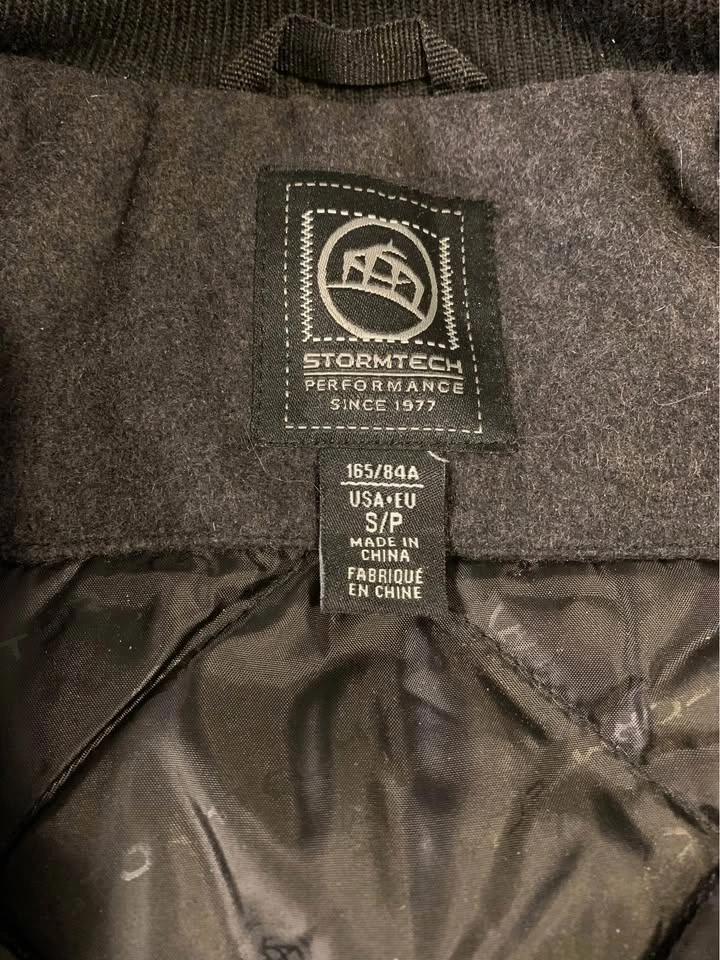 STORMTECH
PERFORMANCE
SINCE 1977
165/84A
USA•EU
S/P
MADE IN
CHINA
FABRIQUÉ
EN CHINE